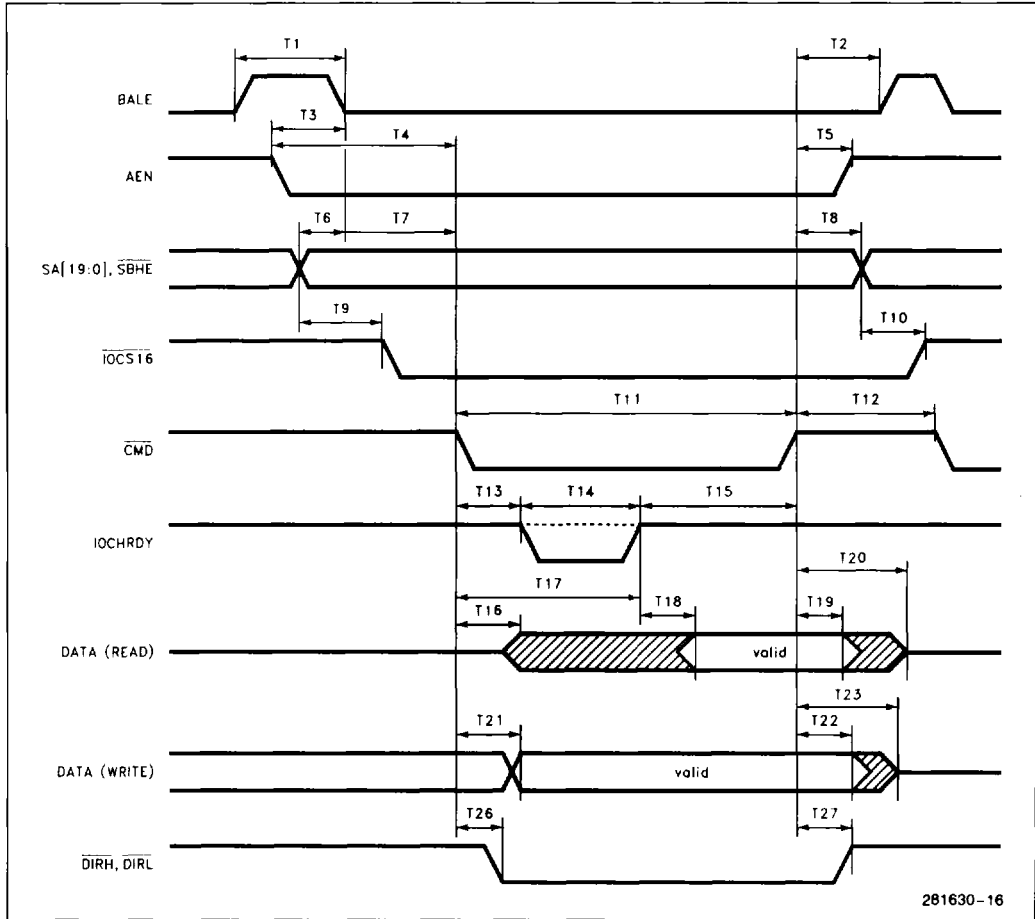 T1 T2
BALE
T3
T4 T5
AEN
T6 T7 T8
SA[19:0], SBHE
T9 T10
IOCS16
T11 T12
CMD
T13 T14 T15
IOCHRDY
T20
T17
T16 T18 T19
DATA (READ) valid
T23
T21 T22
DATA (WRITE) valid
T26 T27
DIRH, DIRL
281630-16